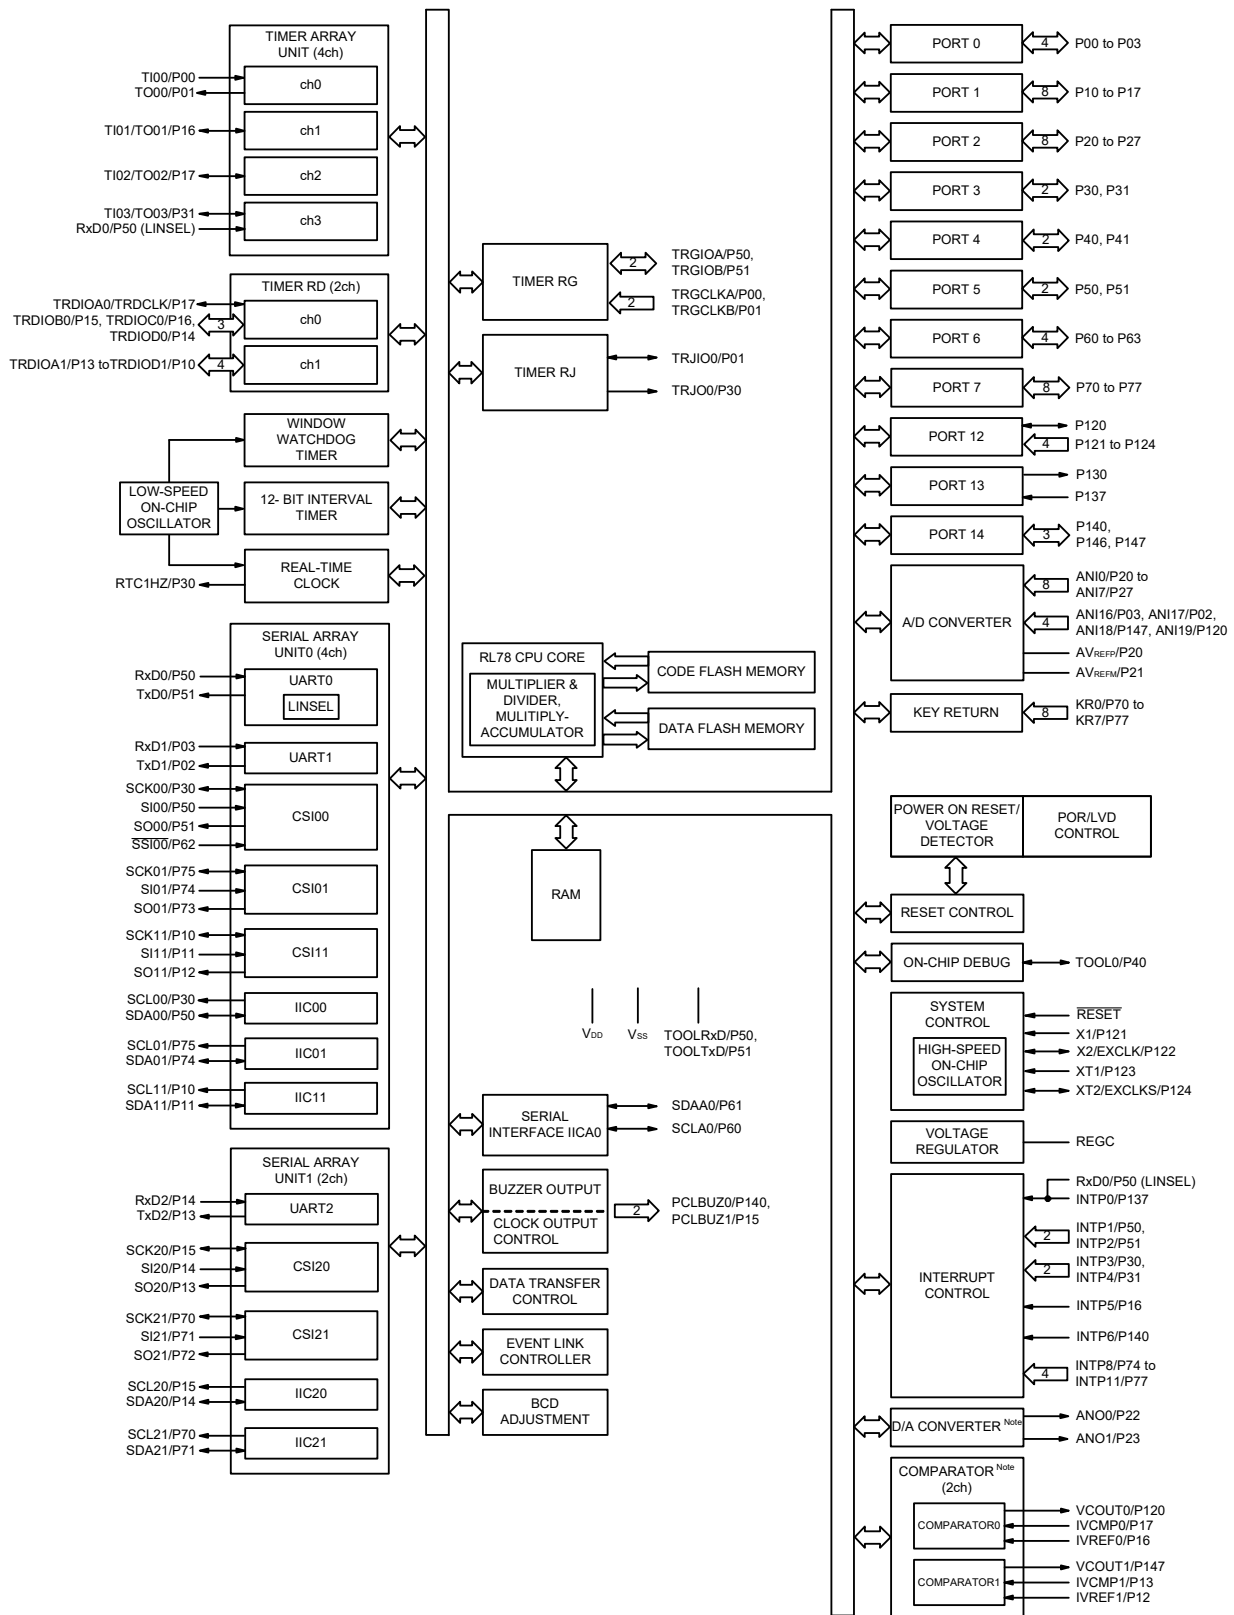 TIMER ARRAY
UNIT (4ch)
TI00/P00
TO00/P01
ch0
TI01/TO01/P16
ch1
TI02/TO02/P17
ch2
TI03/TO03/P31
RxD0/P50 (LINSEL)
ch3
TIMER RD (2ch)
TRDIOA0/TRDCLK/P17
TRDIOB0/P15, TRDIOC0/P16,
TRDIOD0/P14
3
ch0
TRDIOA1/P13 toTRDIOD1/P10
4
ch1
WINDOW
WATCHDOG
TIMER
LOW-SPEED
ON-CHIP
OSCILLATOR
12- BIT INTERVAL
TIMER
RTC1HZ/P30
REAL-TIME
CLOCK
SERIAL ARRAY
UNIT0 (4ch)
RxD0/P50
TxD0/P51
UART0
LINSEL
RxD1/P03
TxD1/P02
UART1
SCK00/P30
SI00/P50
SO00/P51
SSI00/P62
CSI00
SCK01/P75
SI01/P74
SO01/P73
CSI01
SCK11/P10
SI11/P11
SO11/P12
CSI11
SCL00/P30
SDA00/P50
IIC00
SCL01/P75
SDA01/P74
IIC01
SCL11/P10
SDA11/P11
IIC11
SERIAL ARRAY
UNIT1 (2ch)
RxD2/P14
TxD2/P13
UART2
SCK20/P15
SI20/P14
SO20/P13
CSI20
SCK21/P70
SI21/P71
SO21/P72
CSI21
SCL20/P15
SDA20/P14
IIC20
SCL21/P70
SDA21/P71
IIC21
TIMER RG
2
TRGIOA/P50,
TRGIOB/P51
2
TRGCLKA/P00,
TRGCLKB/P01
TIMER RJ
TRJIO0/P01
TRJO0/P30
RL78 CPU CORE
MULTIPLIER &
DIVIDER,
MULITIPLY-
ACCUMULATOR
CODE FLASH MEMORY
DATA FLASH MEMORY
RAM
VDD
VSS
TOOLRxD/P50,
TOOLTxD/P51
SERIAL
INTERFACE IICA0
SDAA0/P61
SCLA0/P60
BUZZER OUTPUT
CLOCK OUTPUT
CONTROL
2
PCLBUZ0/P140,
PCLBUZ1/P15
DATA TRANSFER
CONTROL
EVENT LINK
CONTROLLER
BCD
ADJUSTMENT
PORT 0
4
P00 to P03
PORT 1
8
P10 to P17
PORT 2
8
P20 to P27
PORT 3
2
P30, P31
PORT 4
2
P40, P41
PORT 5
2
P50, P51
PORT 6
4
P60 to P63
PORT 7
8
P70 to P77
PORT 12
P120
4
P121 to P124
PORT 13
P130
P137
PORT 14
3
P140,
P146, P147
A/D CONVERTER
8
ANI0/P20 to
ANI7/P27
4
ANI16/P03, ANI17/P02,
ANI18/P147, ANI19/P120
AVREFP/P20
AVREFM/P21
KEY RETURN
8
KR0/P70 to
KR7/P77
POWER ON RESET/
VOLTAGE
DETECTOR
POR/LVD
CONTROL
RESET CONTROL
ON-CHIP DEBUG
TOOL0/P40
SYSTEM
CONTROL
HIGH-SPEED
ON-CHIP
OSCILLATOR
RESET
X1/P121
X2/EXCLK/P122
XT1/P123
XT2/EXCLKS/P124
VOLTAGE
REGULATOR
REGC
INTERRUPT
CONTROL
RxD0/P50 (LINSEL)
INTP0/P137
2
INTP1/P50,
INTP2/P51
2
INTP3/P30,
INTP4/P31
INTP5/P16
INTP6/P140
4
INTP8/P74 to
INTP11/P77
D/A CONVERTER Note
ANO0/P22
ANO1/P23
COMPARATOR Note
(2ch)
COMPARATOR0
VCOUT0/P120
IVCMP0/P17
IVREF0/P16
COMPARATOR1
VCOUT1/P147
IVCMP1/P13
IVREF1/P12